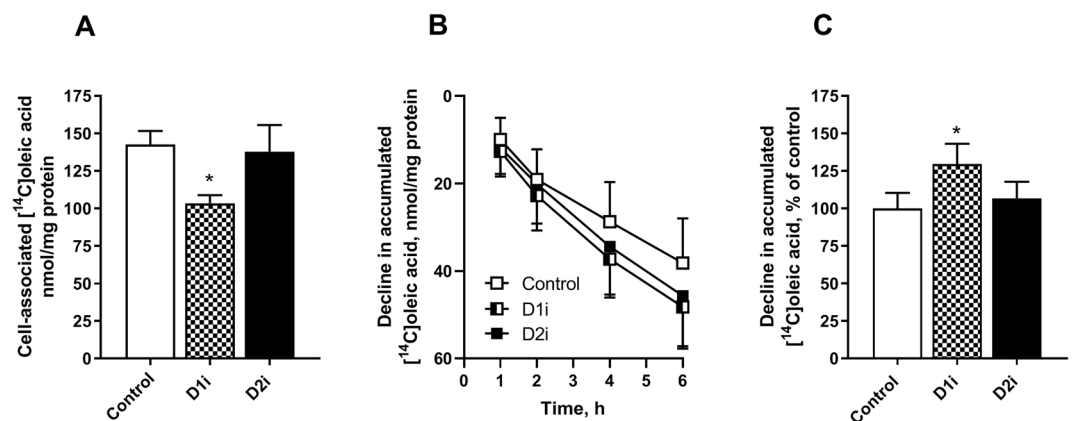 A
Cell-associated [¹⁴C]oleic acid
nmol/mg protein
175
150
125
100
75
50
25
0
*
Control
D1i
D2i
B
Decline in accumulated
[¹⁴C]oleic acid, nmol/mg protein
0
20
40
60
Control
D1i
D2i
0
1
2
3
4
5
6
Time, h
C
Decline in accumulated
[¹⁴C]oleic acid, % of control
175
150
125
100
75
50
25
0
*
Control
D1i
D2i